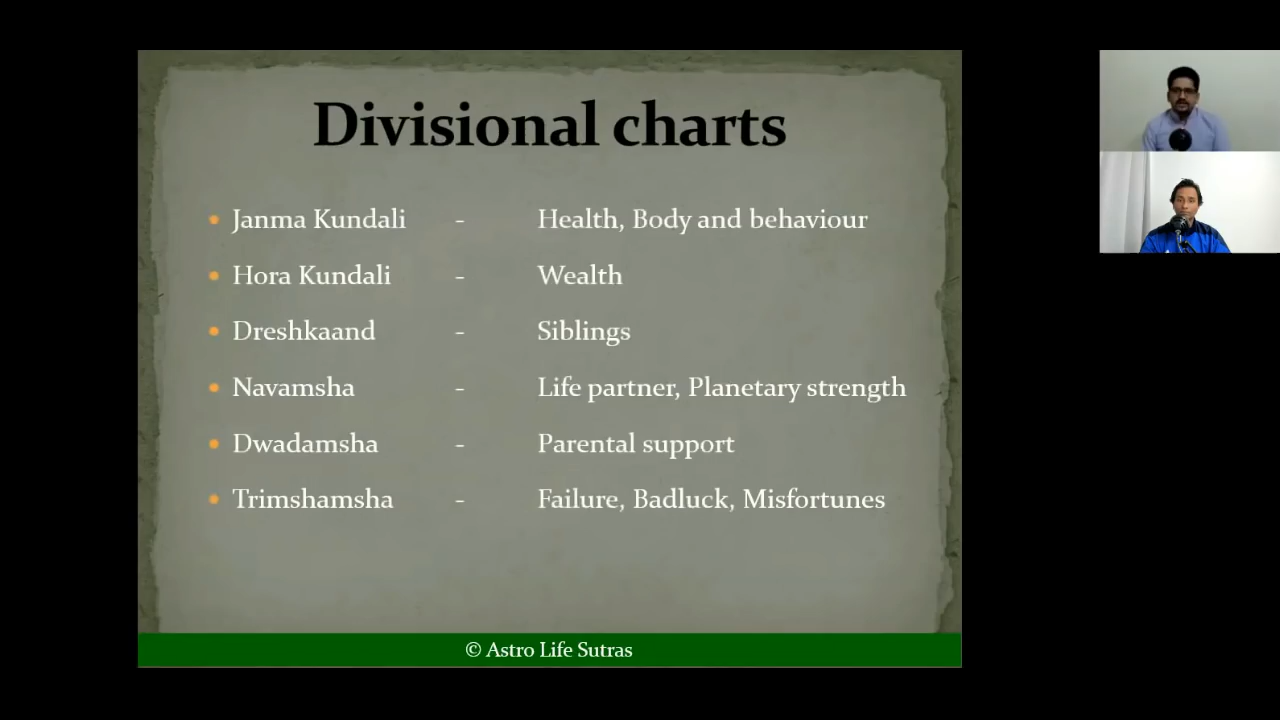 Divisional charts
Janma Kundali - Health, Body and behaviour
Hora Kundali - Wealth
Dreshkaand - Siblings
Navamsha - Life partner, Planetary strength
Dwadamsha - Parental support
Trimshamsha - Failure, Badluck, Misfortunes
© Astro Life Sutras